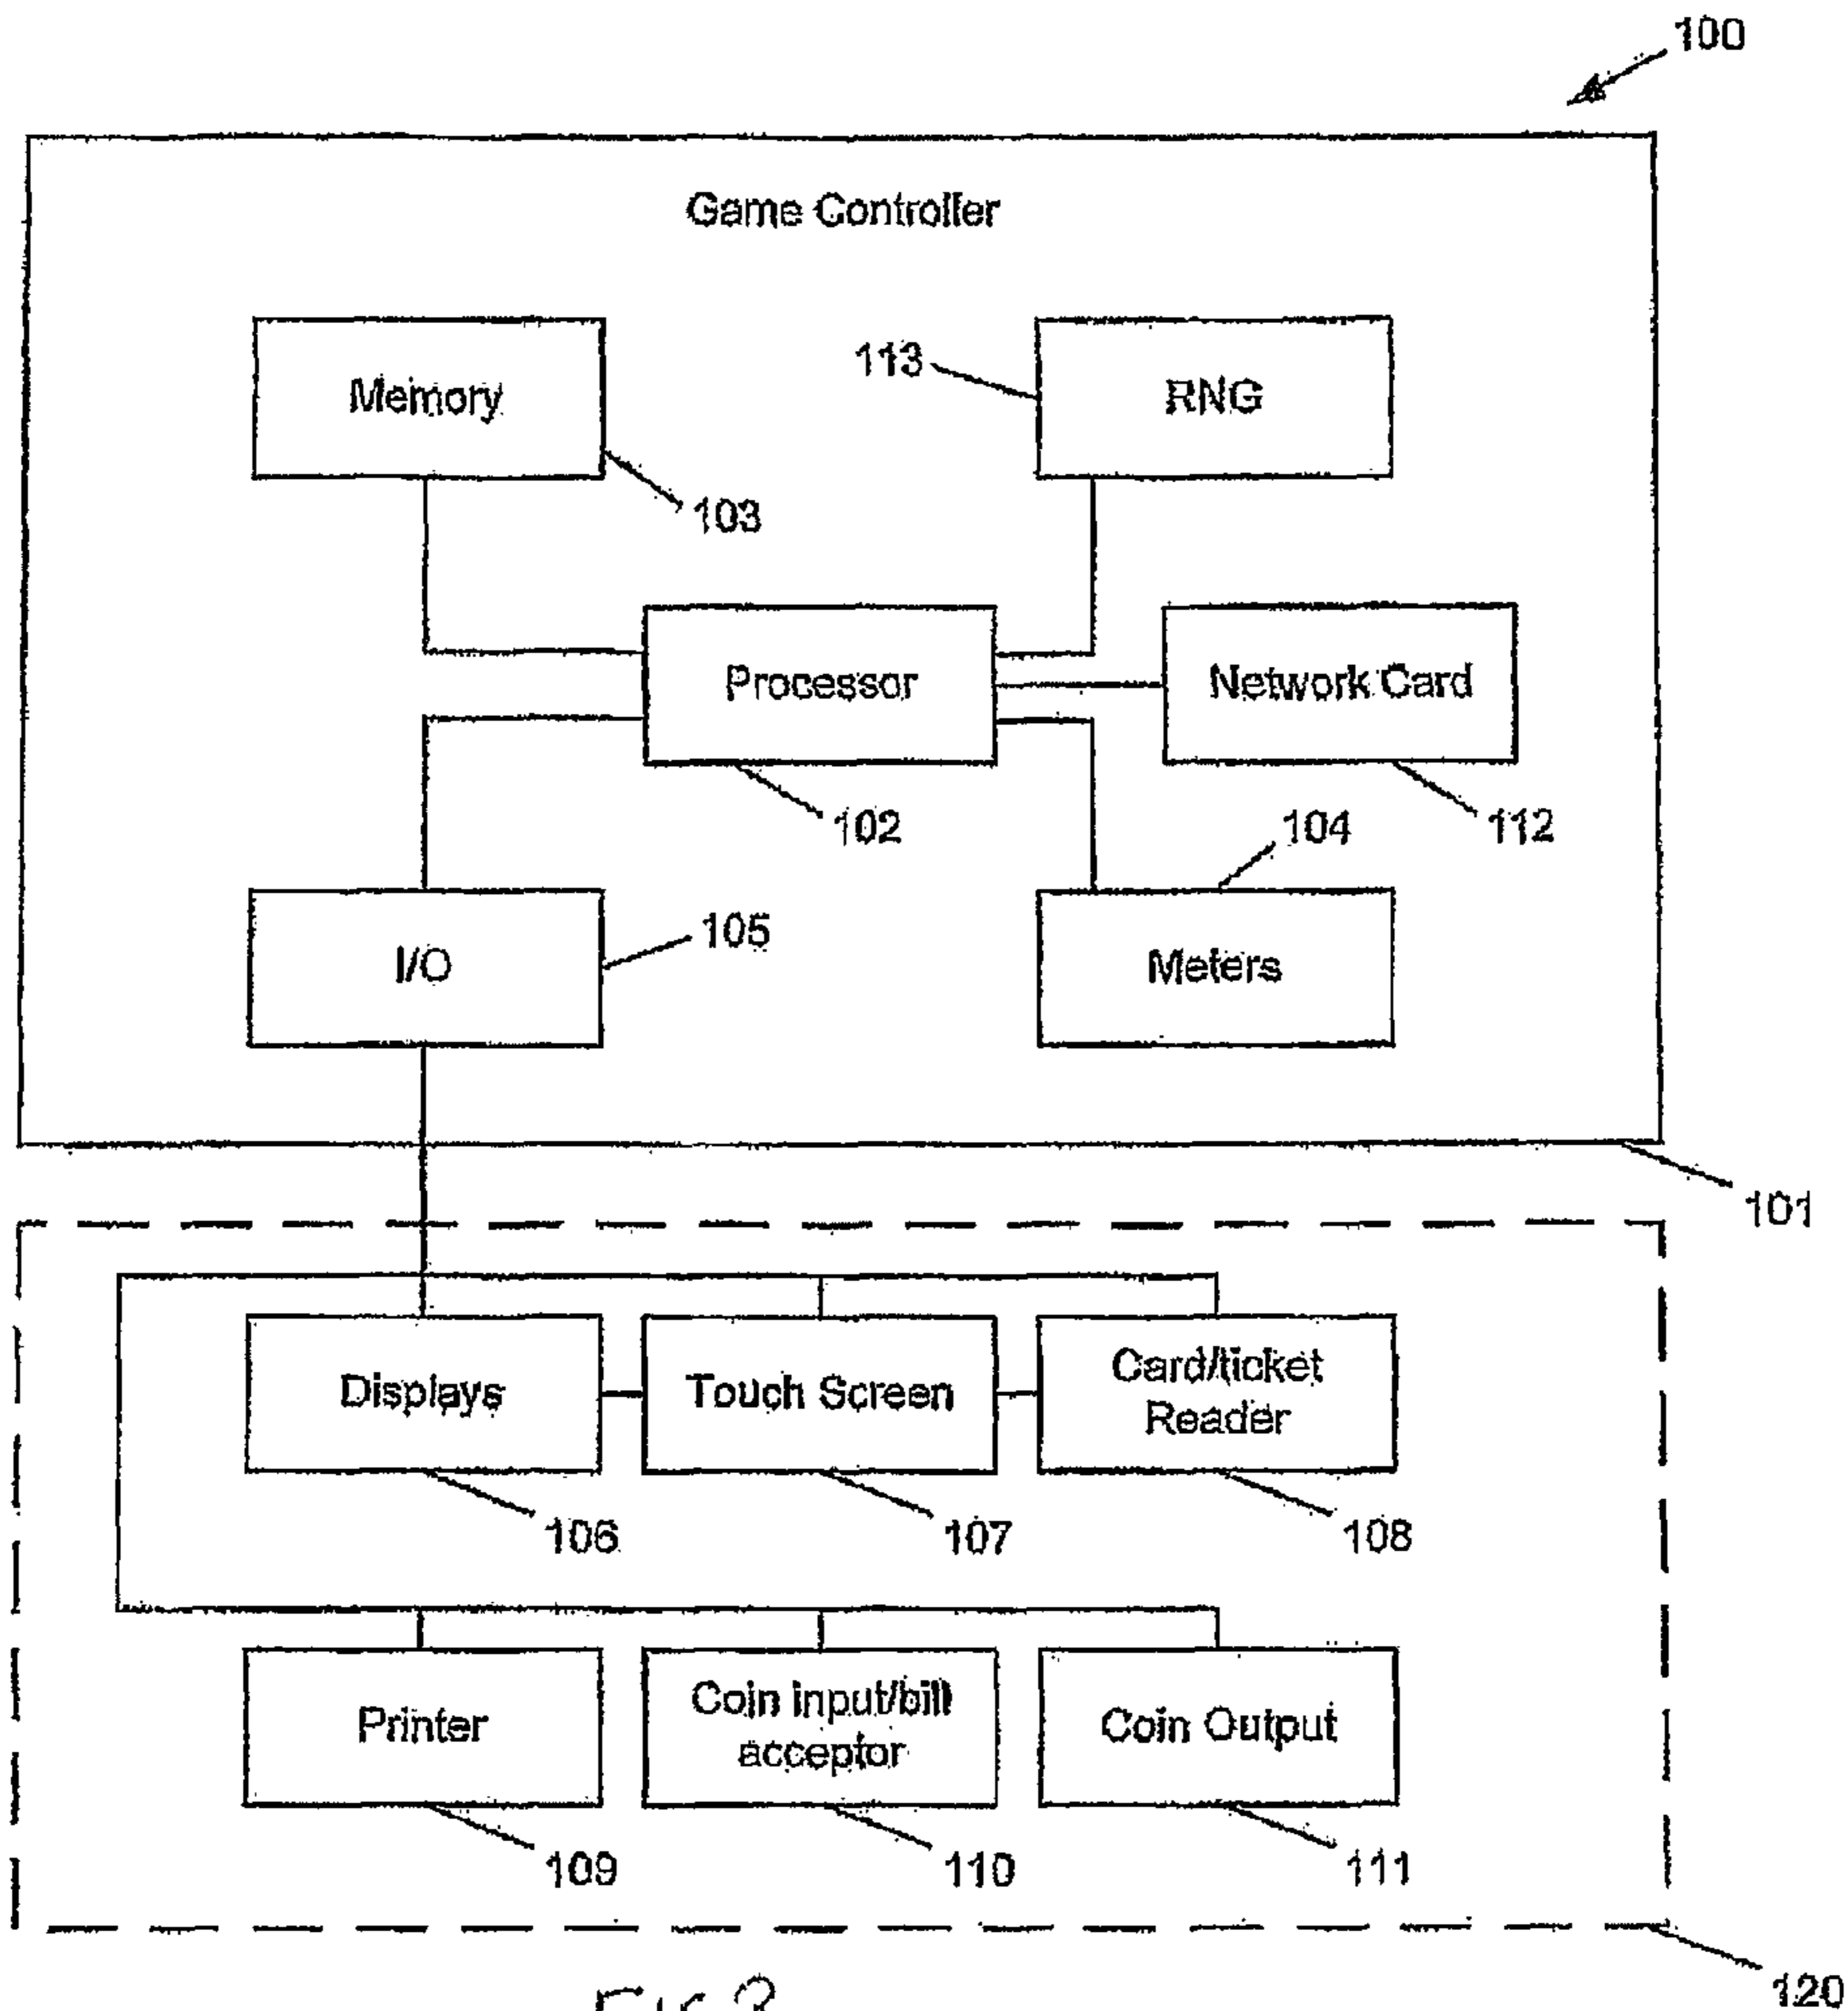 100
Game Controller
Memory
113
RNG
103
Processor
Network Card
102
104
112
I/O
105
Meters
101
Displays
Touch Screen
Card/ticket
Reader
106
107
108
Printer
Coin input/bill
acceptor
Coin Output
109
110
111
120